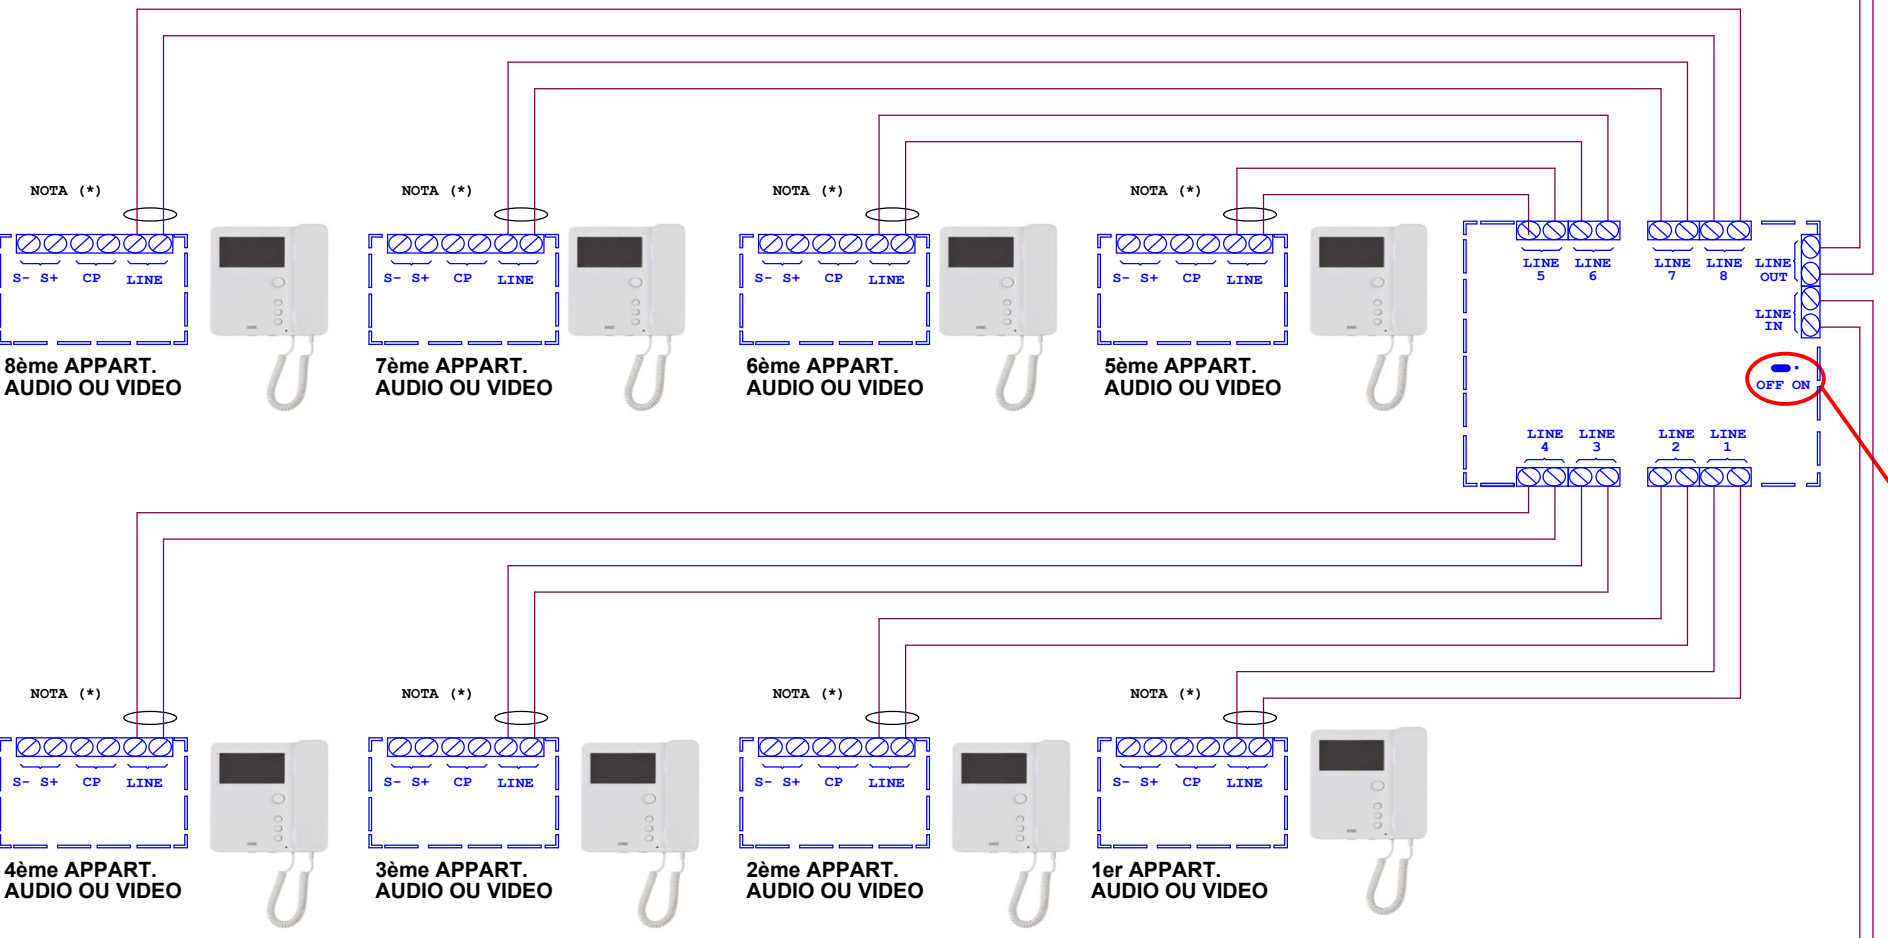 NOTA (*) NOTA (*) NOTA (*) NOTA (*)
S- S+ CP LINE
8ème APPART.
AUDIO OU VIDEO
S- S+ CP LINE
7ème APPART.
AUDIO OU VIDEO
S- S+ CP LINE
6ème APPART.
AUDIO OU VIDEO
S- S+ CP LINE
5ème APPART.
AUDIO OU VIDEO
LINE 5
LINE 6
LINE 7
LINE 8
LINE OUT
LINE IN
OFF ON
LINE 4
LINE 3
LINE 2
LINE 1
NOTA (*) NOTA (*) NOTA (*) NOTA (*)
S- S+ CP LINE
4ème APPART.
AUDIO OU VIDEO
S- S+ CP LINE
3ème APPART.
AUDIO OU VIDEO
S- S+ CP LINE
2ème APPART.
AUDIO OU VIDEO
S- S+ CP LINE
1er APPART.
AUDIO OU VIDEO